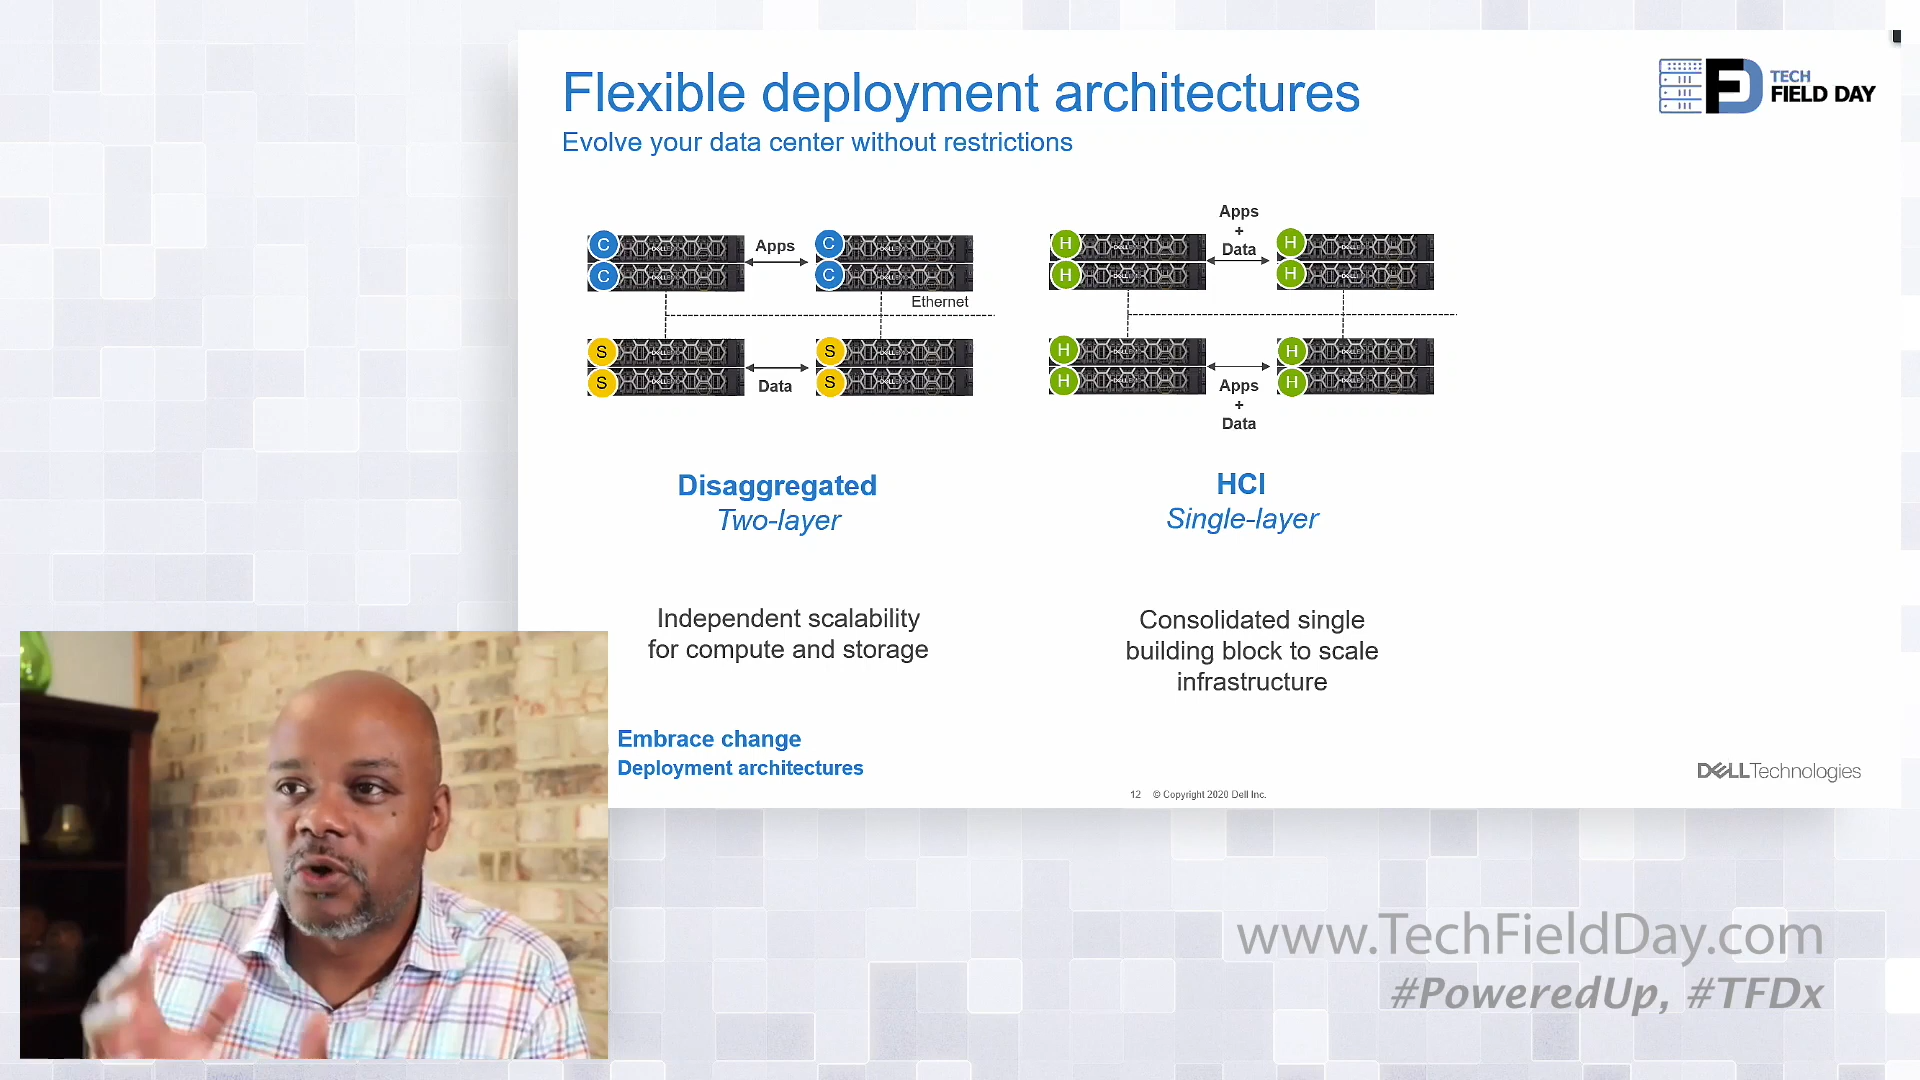 Flexible deployment architectures
Evolve your data center without restrictions
TECH
FIELD DAY
C
C
Apps
C
C
Ethernet
S
S
Data
S
S
H
H
Apps
+
Data
H
H
H
H
Apps
+
Data
H
H
Disaggregated
Two-layer
HCI
Single-layer
Independent scalability
for compute and storage
Consolidated single
building block to scale
infrastructure
Embrace change
Deployment architectures
DELLTechnologies
12 © Copyright 2020 Dell Inc.
www.TechFieldDay.com
#PoweredUp, #TFDx